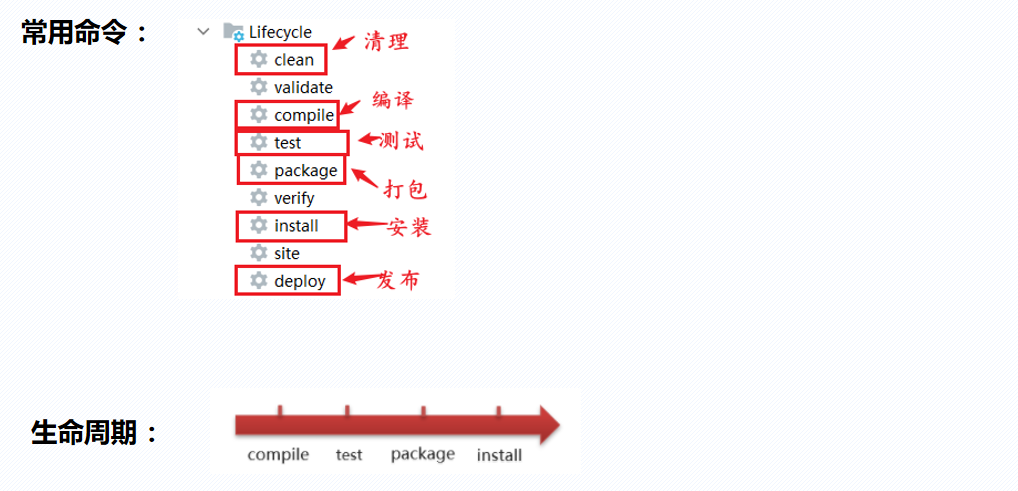 常用命令：
Lifecycle
clean 清理
validate
compile 编译
test 测试
package 打包
verify
install 安装
site
deploy 发布
生命周期：
compile test package install